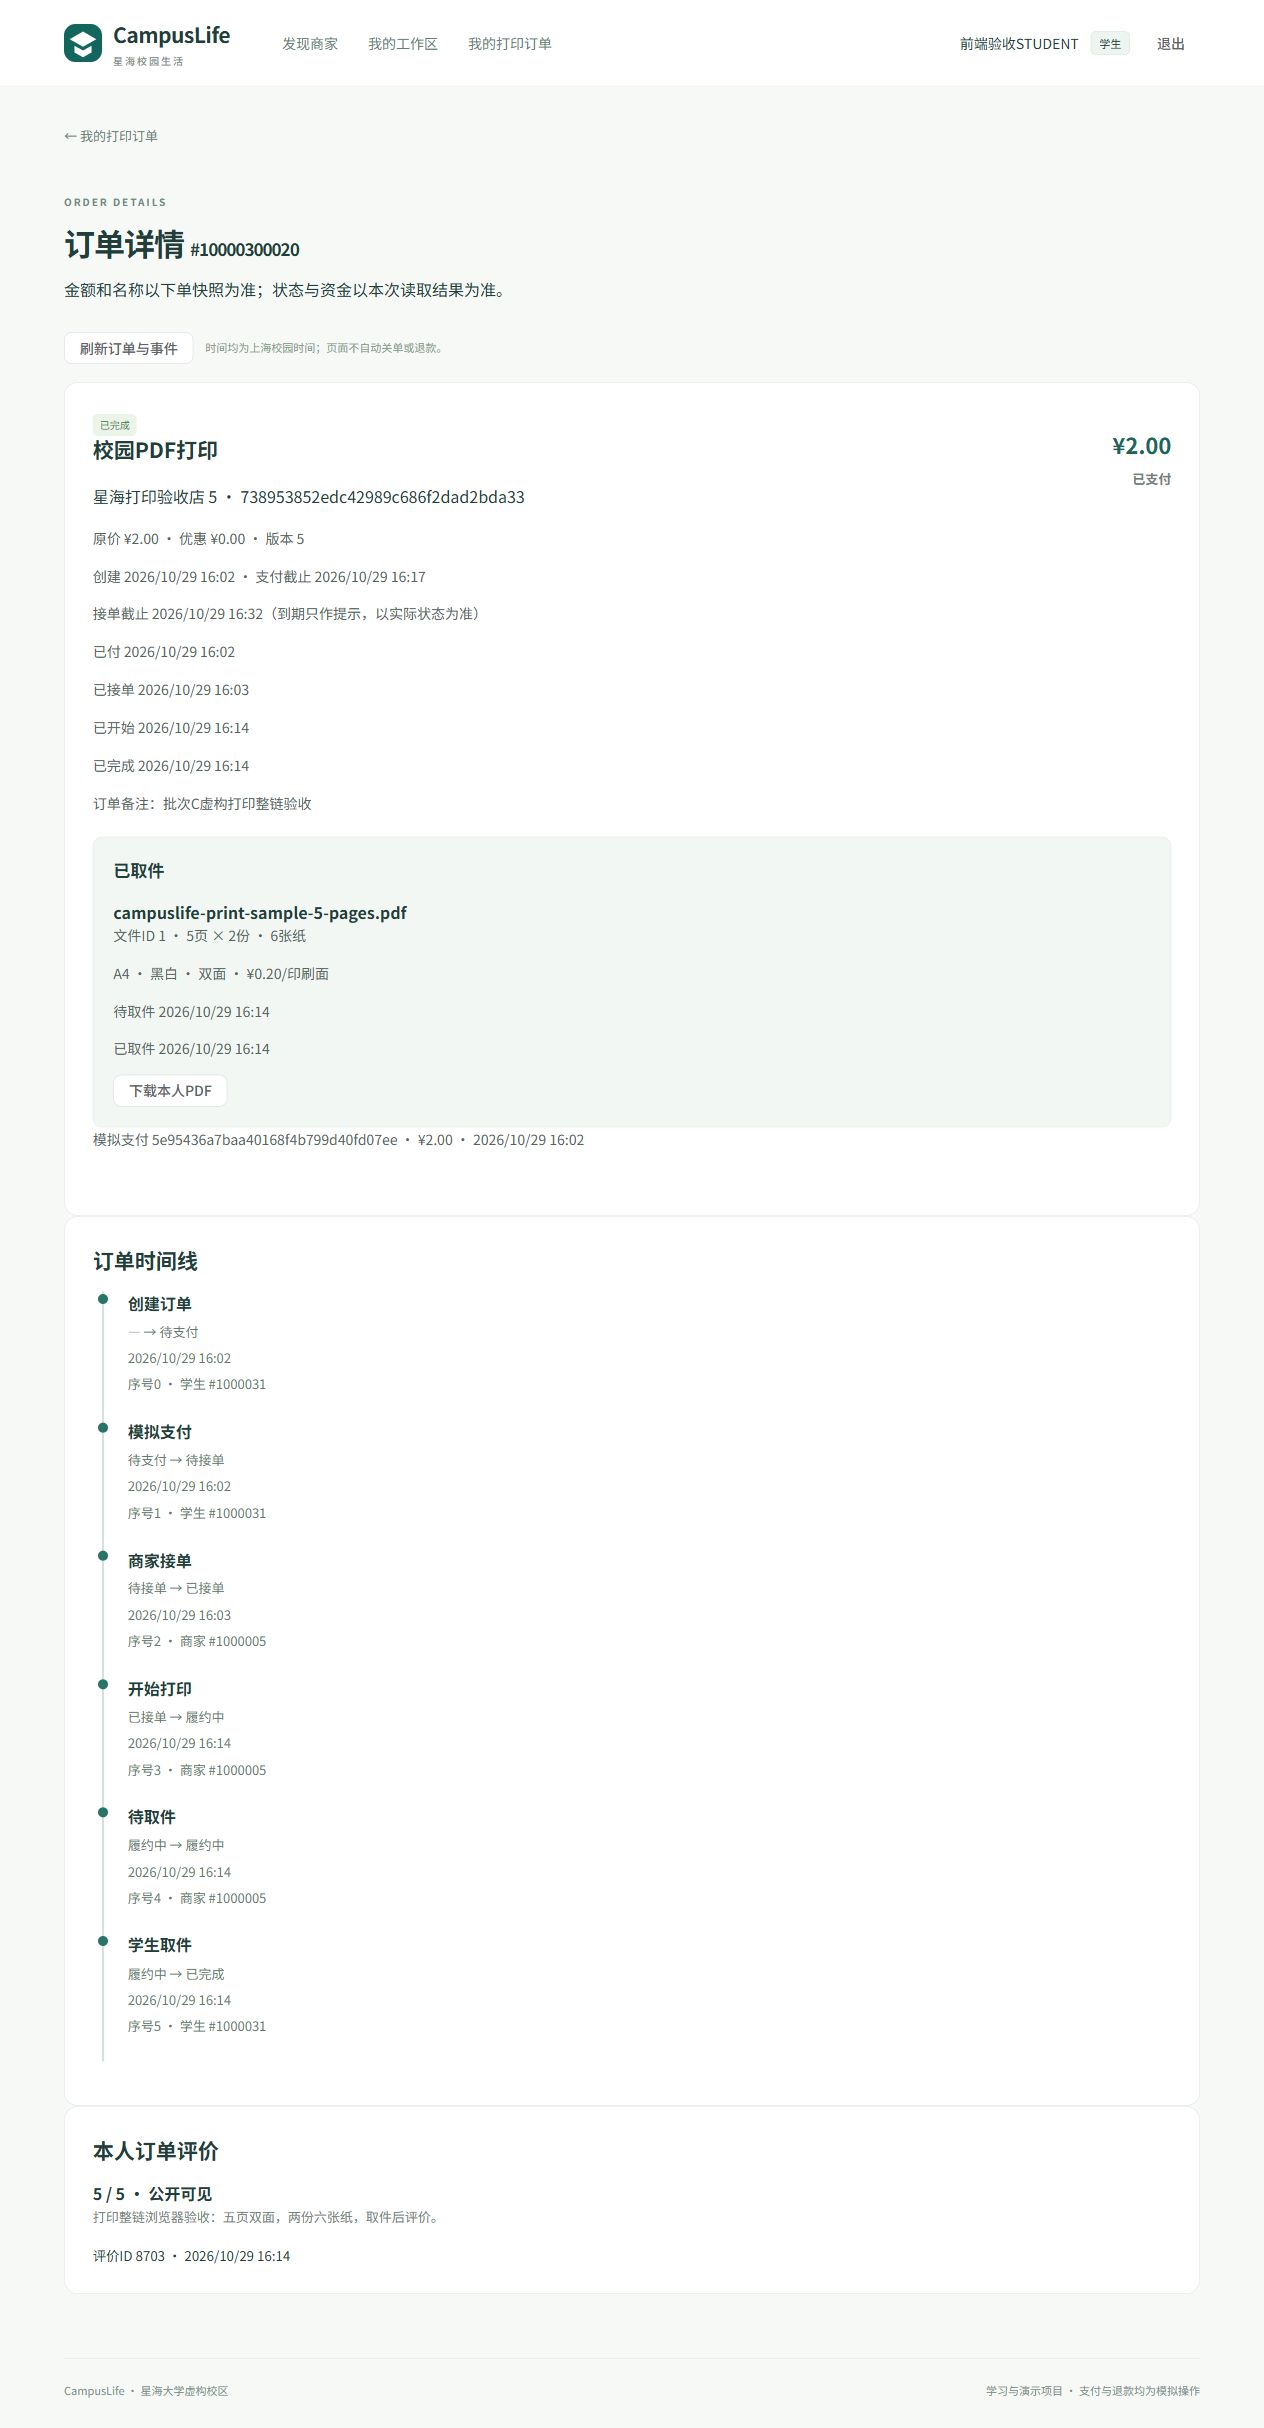 CampusLife
星海校园生活
发现商家 我的工作区 我的打印订单
前端验收STUDENT 学生 退出
← 我的打印订单
ORDER DETAILS
订单详情 #10000300020
金额和名称以下单快照为准；状态与资金以本次读取结果为准。
刷新订单与事件 时间均为上海校园时间；页面不自动关单或退款。
已完成
校园PDF打印
¥2.00
已支付
星海打印验收店 5 · 738953852edc42989c686f2dad2bda33
原价 ¥2.00 · 优惠 ¥0.00 · 版本 5
创建 2026/10/29 16:02 · 支付截止 2026/10/29 16:17
接单截止 2026/10/29 16:32（到期只作提示，以实际状态为准）
已付 2026/10/29 16:02
已接单 2026/10/29 16:03
已开始 2026/10/29 16:14
已完成 2026/10/29 16:14
订单备注：批次C虚构打印整链验收
已取件
campuslife-print-sample-5-pages.pdf
文件ID 1 · 5页 × 2份 · 6张纸
A4 · 黑白 · 双面 · ¥0.20/印刷面
待取件 2026/10/29 16:14
已取件 2026/10/29 16:14
下载本人PDF
模拟支付 5e95436a7baa40168f4b799d40fd07ee · ¥2.00 · 2026/10/29 16:02
订单时间线
创建订单
— → 待支付
2026/10/29 16:02
序号0 · 学生 #1000031
模拟支付
待支付 → 待接单
2026/10/29 16:02
序号1 · 学生 #1000031
商家接单
待接单 → 已接单
2026/10/29 16:03
序号2 · 商家 #1000005
开始打印
已接单 → 履约中
2026/10/29 16:14
序号3 · 商家 #1000005
待取件
履约中 → 履约中
2026/10/29 16:14
序号4 · 商家 #1000005
学生取件
履约中 → 已完成
2026/10/29 16:14
序号5 · 学生 #1000031
本人订单评价
5 / 5 · 公开可见
打印整链浏览器验收：五页双面，两份六张纸，取件后评价。
评价ID 8703 · 2026/10/29 16:14
CampusLife · 星海大学虚构校区
学习与演示项目 · 支付与退款均为模拟操作